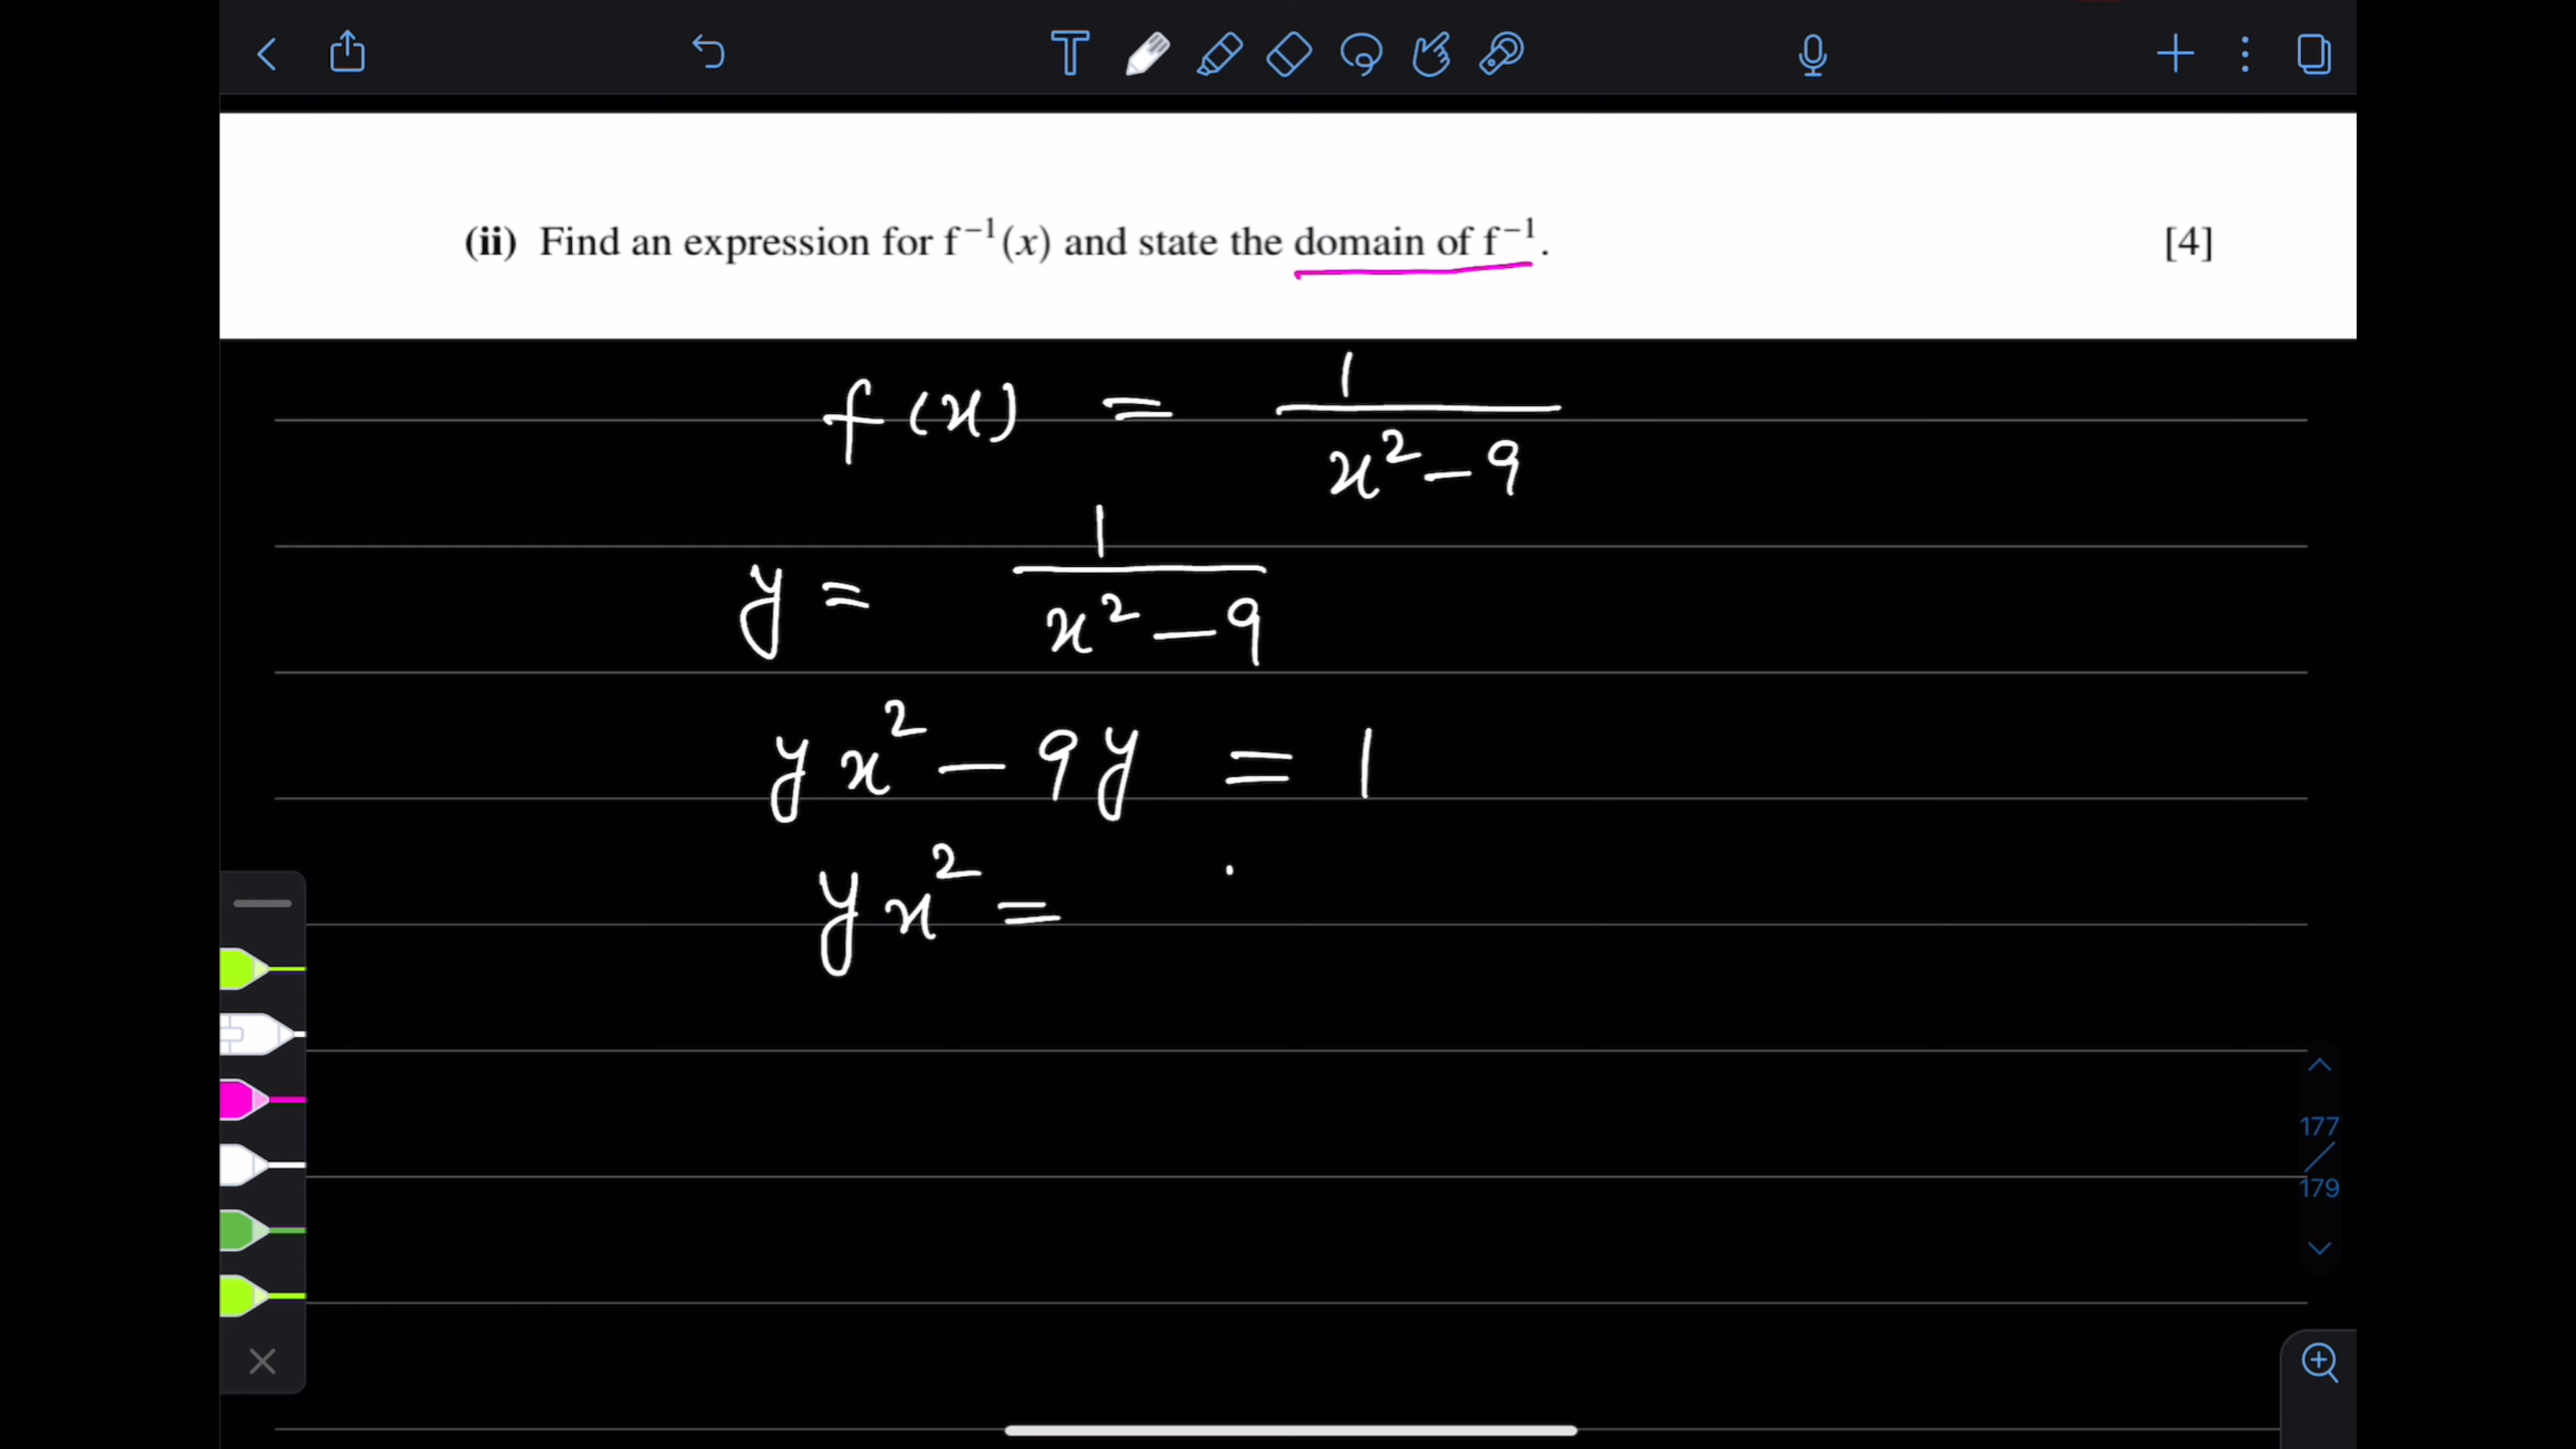 (ii) Find an expression for f⁻¹(x) and state the domain of f⁻¹. [4]
f(x) = 1/(x² − 9)
y = 1/(x² − 9)
yx² − 9y = 1
yx² =
177
/
179